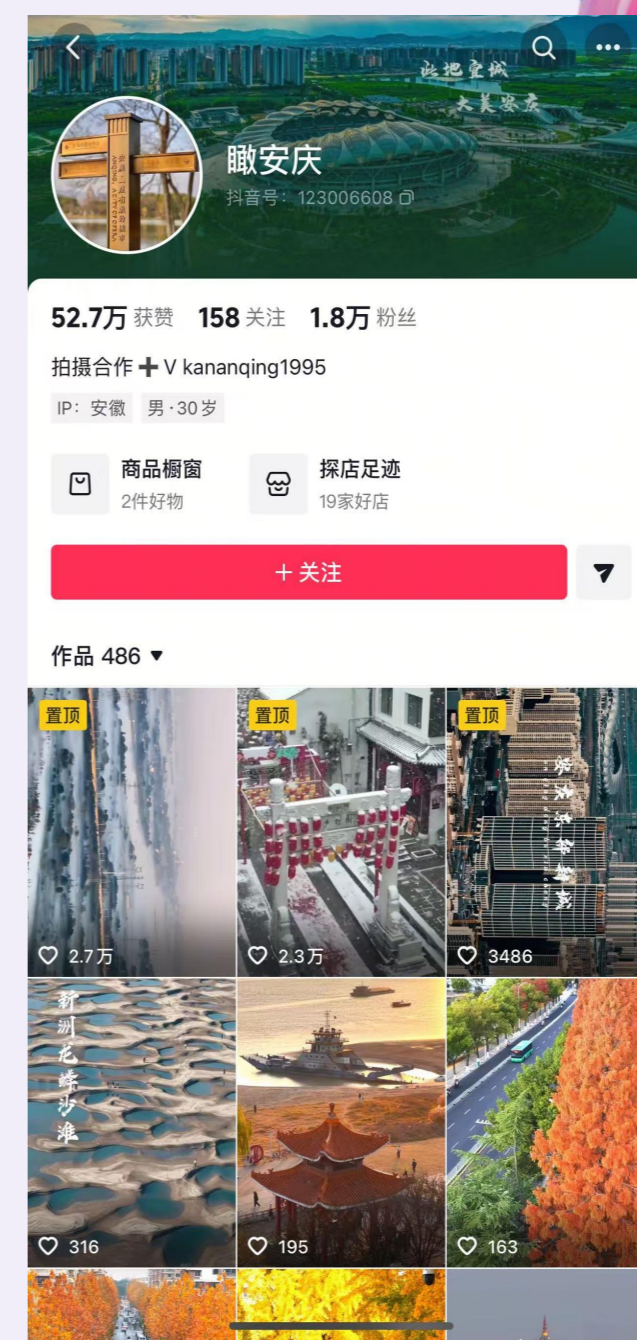 此地宜城
大美安庆
瞰安庆
抖音号：123006608
52.7万 获赞 158 关注 1.8万 粉丝
拍摄合作➕V kananqing1995
IP：安徽 男·30岁
商品橱窗 探店足迹
2件好物 19家好店
＋关注
作品 486 ▼
置顶 置顶 置顶
2.7万 2.3万 3486
新洲龙鳞沙滩
316 195 163